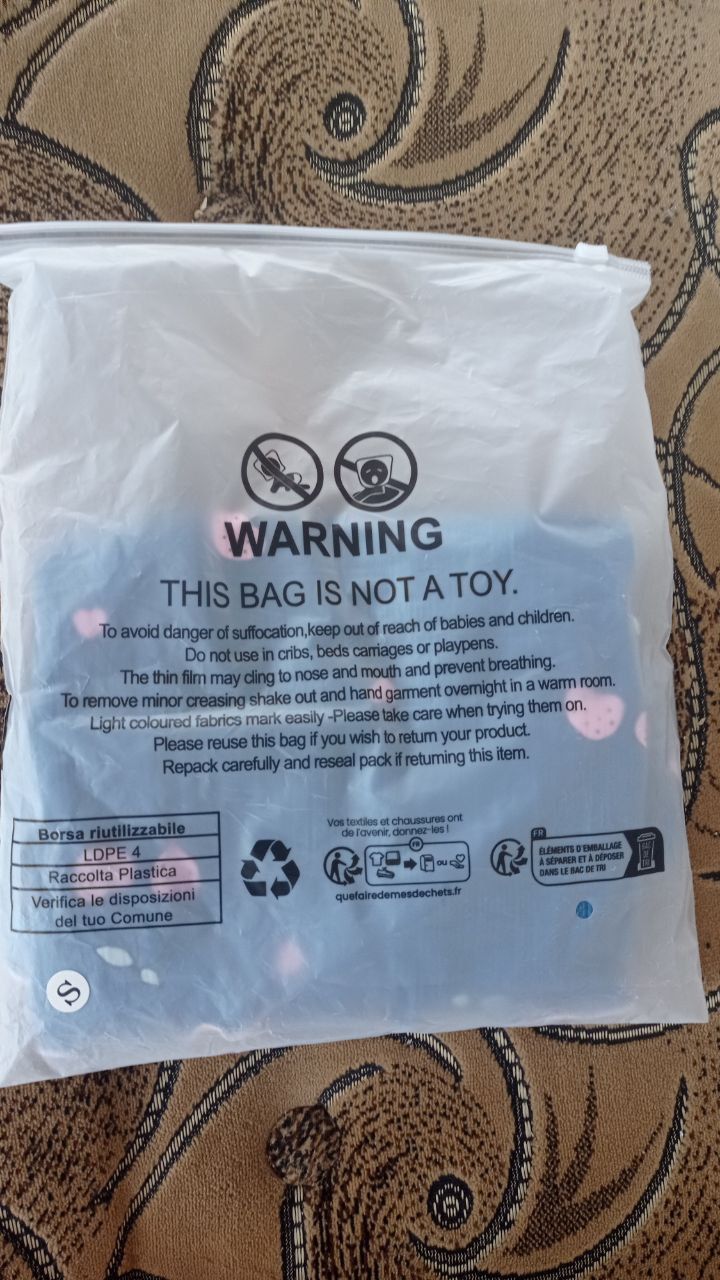 WARNING
THIS BAG IS NOT A TOY.
To avoid danger of suffocation,keep out of reach of babies and children.
Do not use in cribs, beds carriages or playpens.
The thin film may cling to nose and mouth and prevent breathing.
To remove minor creasing shake out and hand garment overnight in a warm room.
Light coloured fabrics mark easily -Please take care when trying them on.
Please reuse this bag if you wish to return your product.
Repack carefully and reseal pack if returning this item.
Borsa riutilizzabile
LDPE 4
Raccolta Plastica
Verifica le disposizioni
del tuo Comune
Vos textiles et chaussures ont
de l'avenir, donnez-les !
FR
OU
quefairedemesdechets.fr
FR
ÉLÉMENTS D'EMBALLAGE
À SÉPARER ET À DÉPOSER
DANS LE BAC DE TRI
BAC DE TRI
S